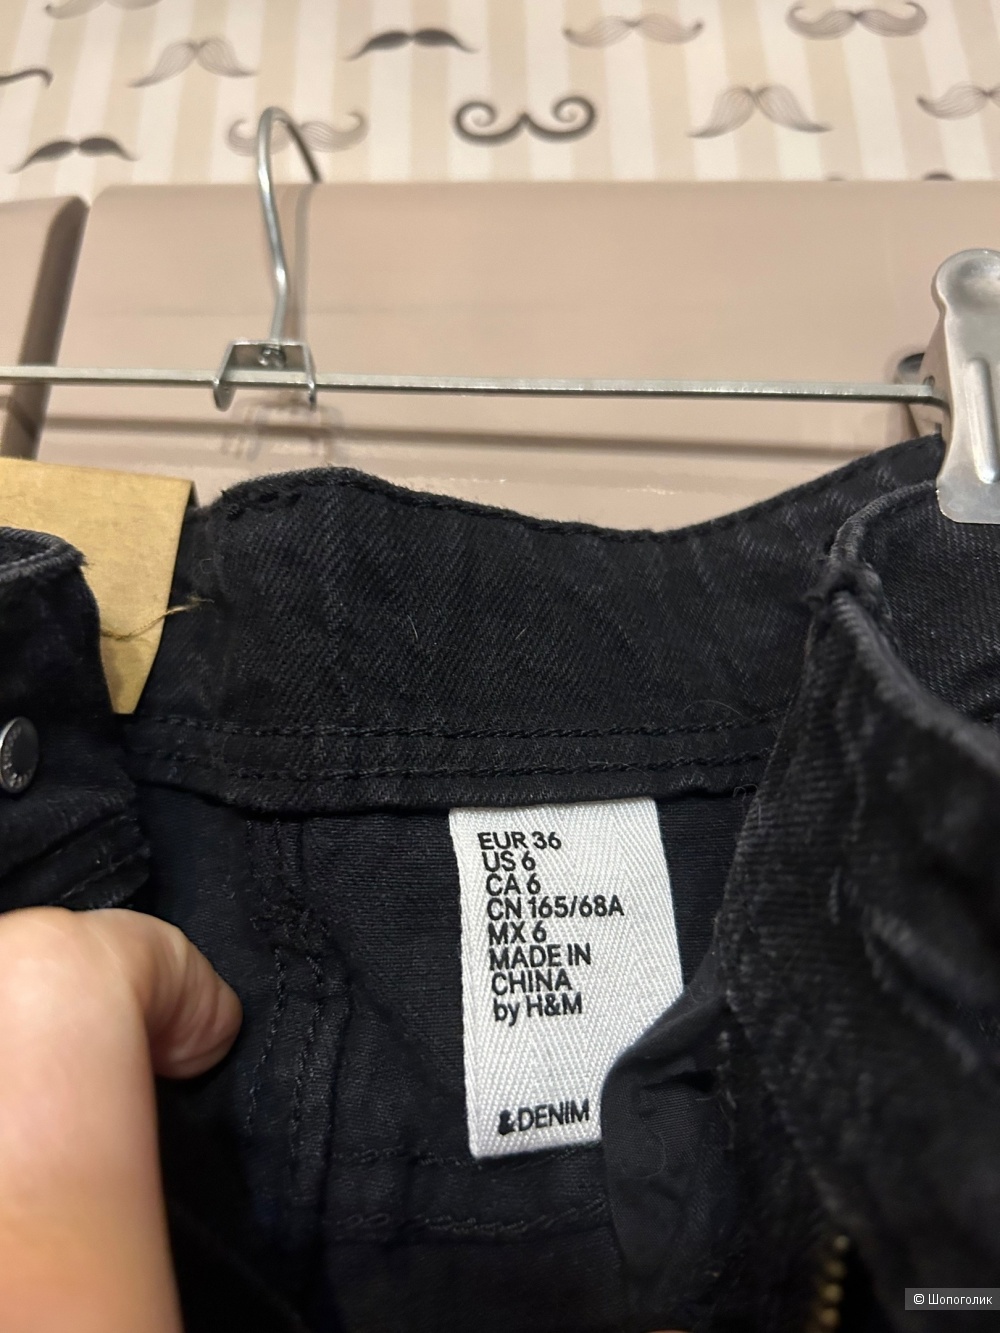 EUR 36
US 6
CA 6
CN 165/68A
MX 6
MADE IN
CHINA
by H&M
&DENIM
© Шопоголик